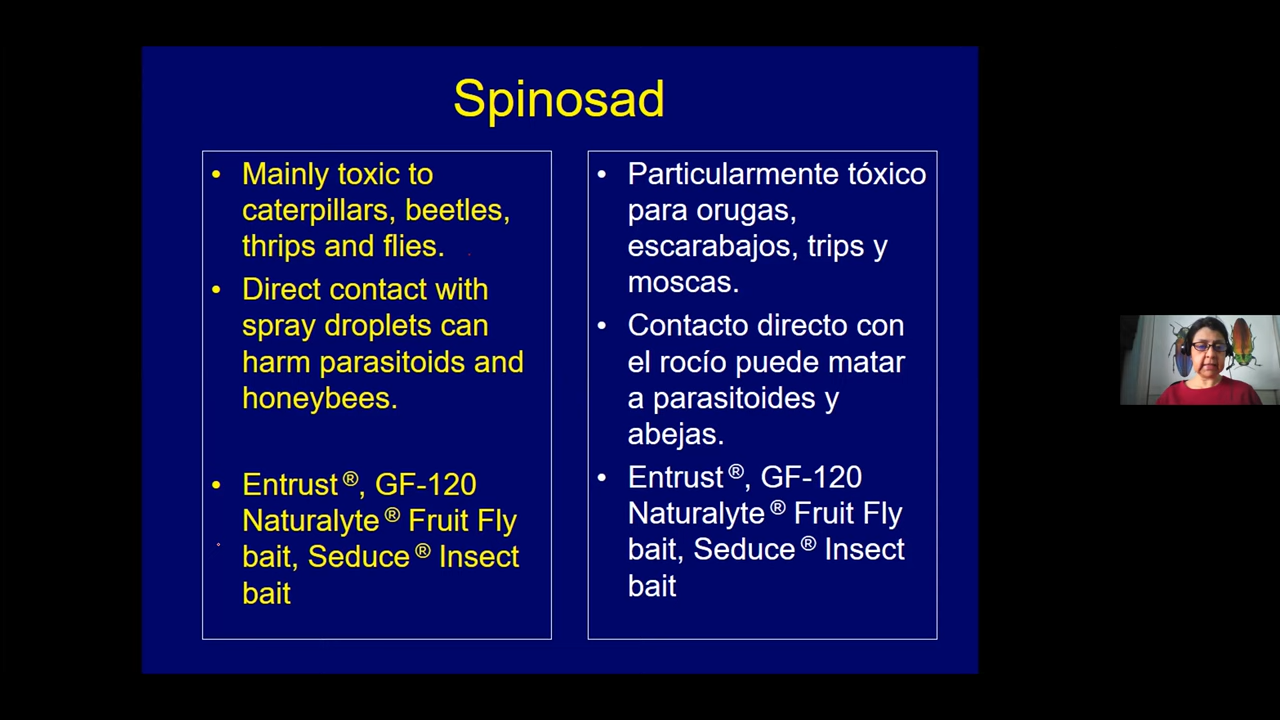 Spinosad
• Mainly toxic to
caterpillars, beetles,
thrips and flies.
• Direct contact with
spray droplets can
harm parasitoids and
honeybees.
• Entrust®, GF-120
Naturalyte® Fruit Fly
bait, Seduce® Insect
bait
• Particularmente tóxico
para orugas,
escarabajos, trips y
moscas.
• Contacto directo con
el rocío puede matar
a parasitoides y
abejas.
• Entrust®, GF-120
Naturalyte® Fruit Fly
bait, Seduce® Insect
bait